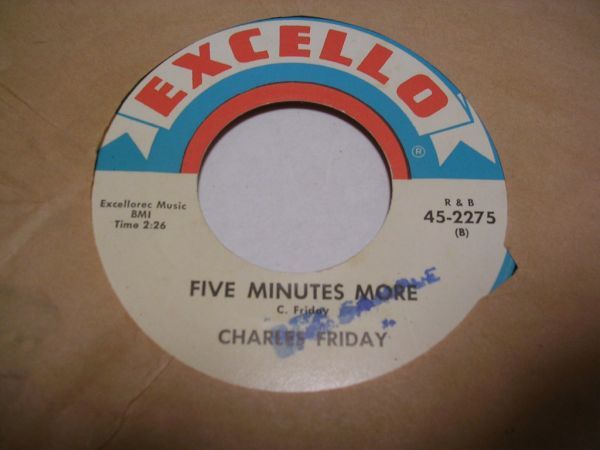 EXCELLO
®
Excellorec Music
BMI
Time 2:26
R & B
45-2275
(B)
FIVE MINUTES MORE
C. Friday
CHARLES FRIDAY